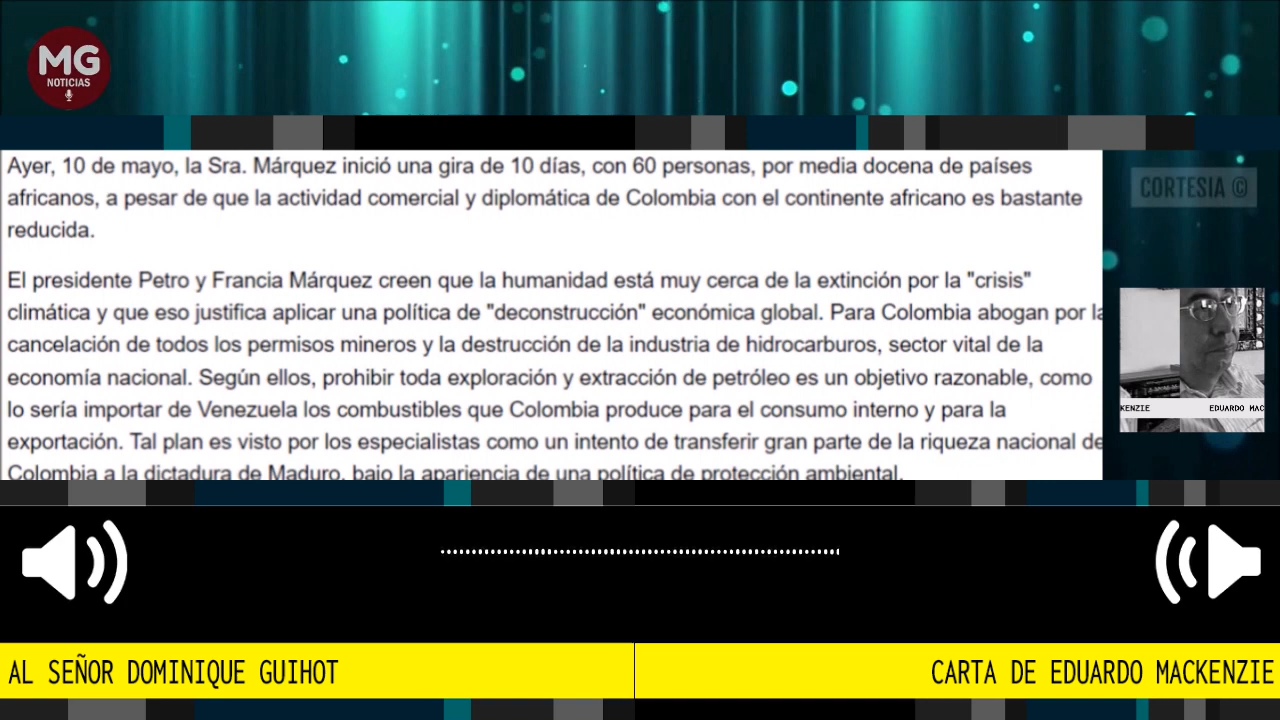 MG
NOTICIAS
Ayer, 10 de mayo, la Sra. Márquez inició una gira de 10 días, con 60 personas, por media docena de países
africanos, a pesar de que la actividad comercial y diplomática de Colombia con el continente africano es bastante
reducida.
El presidente Petro y Francia Márquez creen que la humanidad está muy cerca de la extinción por la "crisis"
climática y que eso justifica aplicar una política de "deconstrucción" económica global. Para Colombia abogan por la
cancelación de todos los permisos mineros y la destrucción de la industria de hidrocarburos, sector vital de la
economía nacional. Según ellos, prohibir toda exploración y extracción de petróleo es un objetivo razonable, como
lo sería importar de Venezuela los combustibles que Colombia produce para el consumo interno y para la
exportación. Tal plan es visto por los especialistas como un intento de transferir gran parte de la riqueza nacional de
Colombia a la dictadura de Maduro, bajo la apariencia de una política de protección ambiental.
CORTESIA ©
KENZIE EDUARDO MAC
AL SEÑOR DOMINIQUE GUIHOT
CARTA DE EDUARDO MACKENZIE